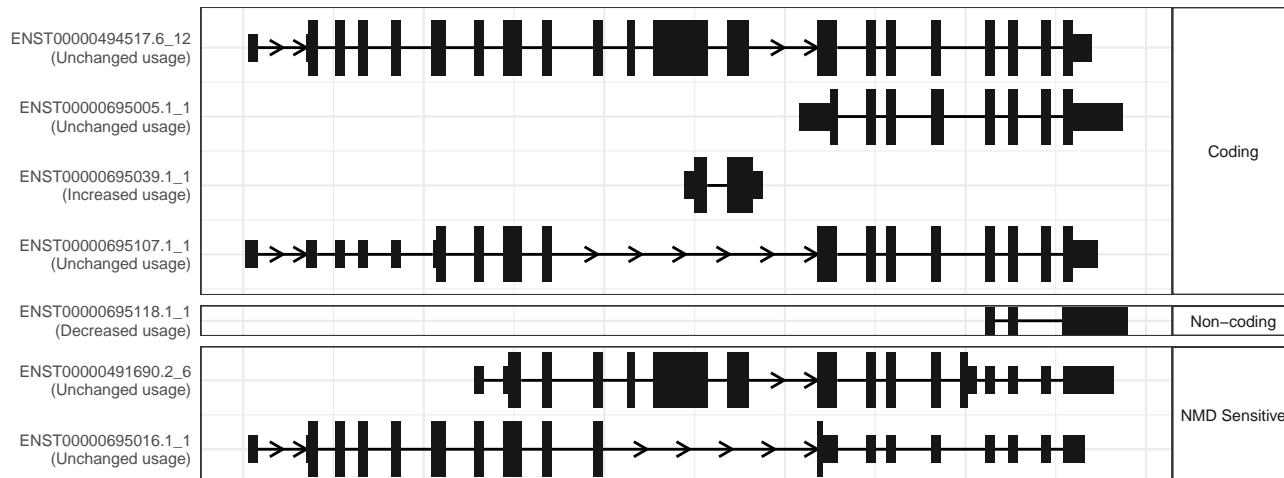 ENST00000494517.6_12
(Unchanged usage)
ENST00000695005.1_1
(Unchanged usage)
ENST00000695039.1_1
(Increased usage)
ENST00000695107.1_1
(Unchanged usage)
Coding
ENST00000695118.1_1
(Decreased usage)
Non−coding
ENST00000491690.2_6
(Unchanged usage)
ENST00000695016.1_1
(Unchanged usage)
NMD Sensitive